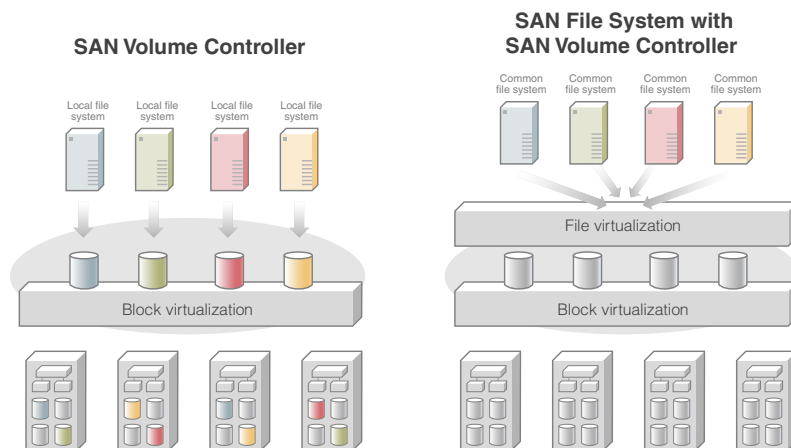 SAN Volume Controller
Local file
system
Local file
system
Local file
system
Local file
system
Block virtualization
SAN File System with
SAN Volume Controller
Common
file system
Common
file system
Common
file system
Common
file system
File virtualization
Block virtualization